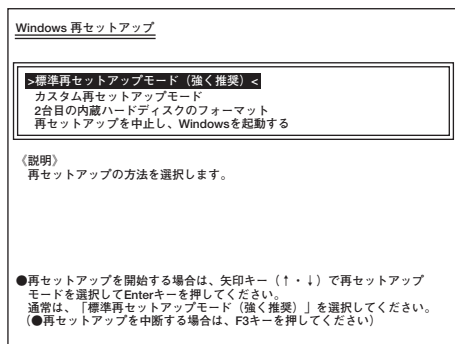 Windows 再セットアップ
>標準再セットアップモード（強く推奨）<
カスタム再セットアップモード
2台目の内蔵ハードディスクのフォーマット
再セットアップを中止し、Windowsを起動する
《説明》
再セットアップの方法を選択します。
●再セットアップを開始する場合は、矢印キー（↑・↓）で再セットアップ
モードを選択してEnterキーを押してください。
通常は、「標準再セットアップモード（強く推奨）」を選択してください。
（●再セットアップを中断する場合は、F3キーを押してください）